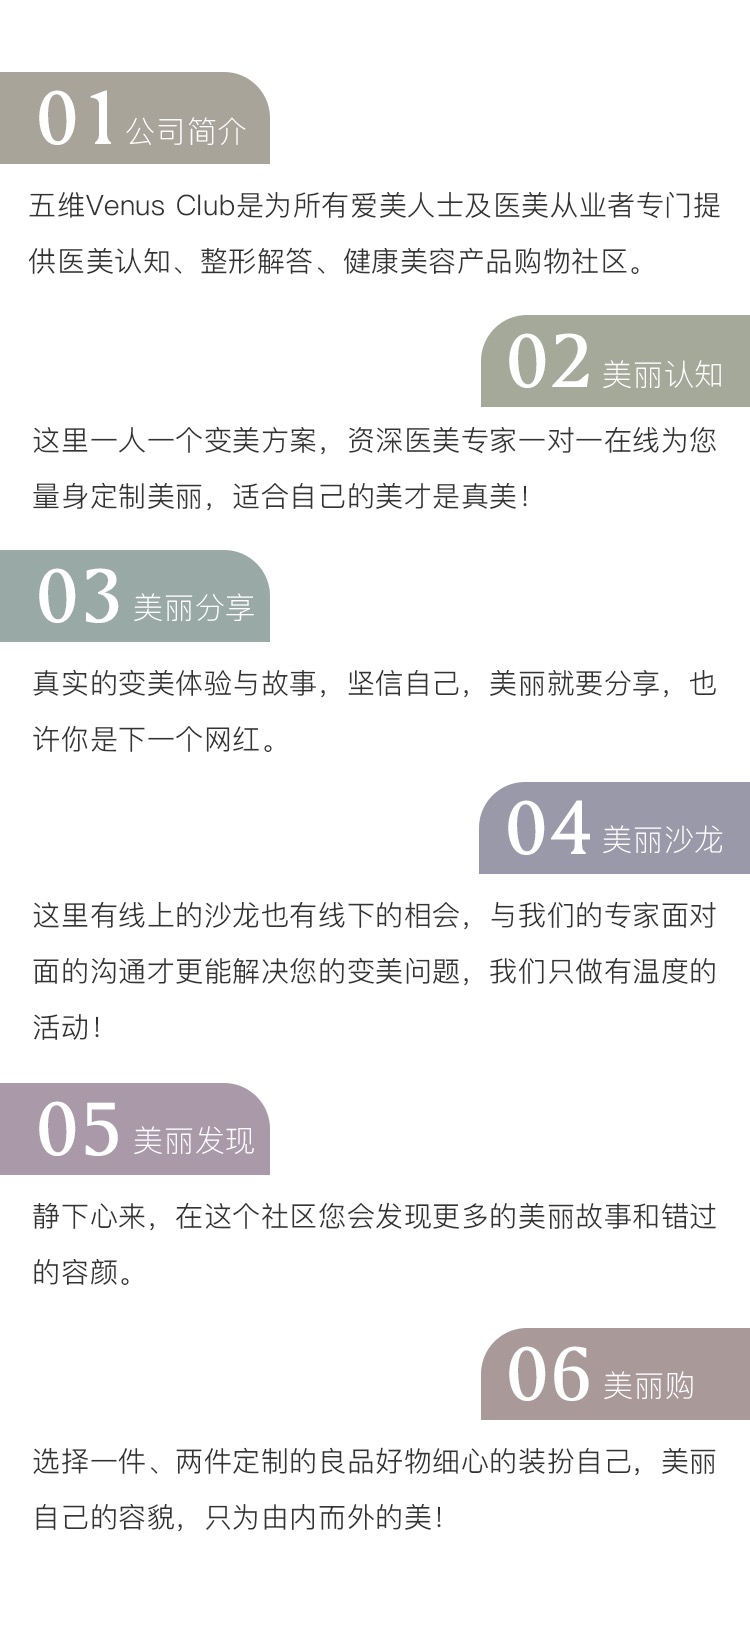 01 公司简介
五维Venus Club是为所有爱美人士及医美从业者专门提
供医美认知、整形解答、健康美容产品购物社区。
02 美丽认知
这里一人一个变美方案，资深医美专家一对一在线为您
量身定制美丽，适合自己的美才是真美！
03 美丽分享
真实的变美体验与故事，坚信自己，美丽就要分享，也
许你是下一个网红。
04 美丽沙龙
这里有线上的沙龙也有线下的相会，与我们的专家面对
面的沟通才更能解决您的变美问题，我们只做有温度的
活动！
05 美丽发现
静下心来，在这个社区您会发现更多的美丽故事和错过
的容颜。
06 美丽购
选择一件、两件定制的良品好物细心的装扮自己，美丽
自己的容貌，只为由内而外的美！